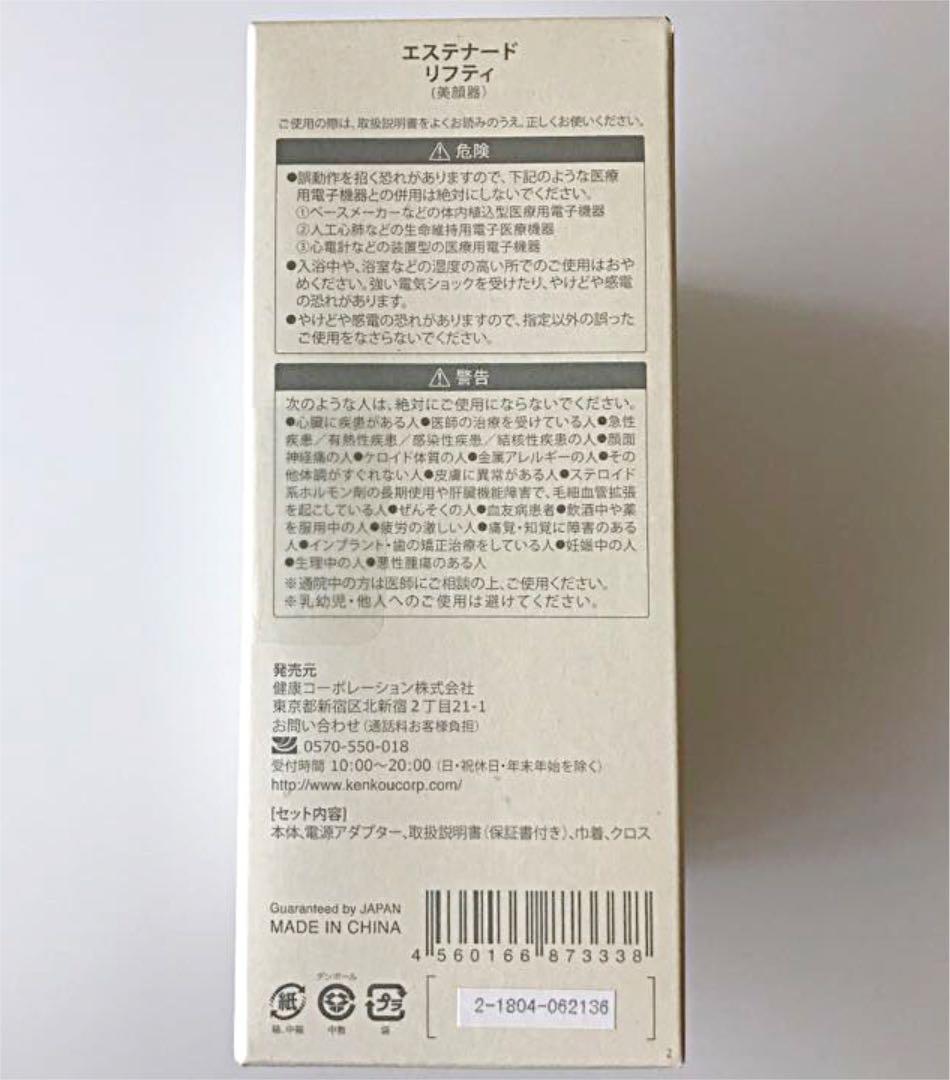 エステナード
リフティ
(美顔器)
ご使用の際は、取扱説明書をよくお読みのうえ、正しくお使いください。
⚠ 危険
●誤動作を招く恐れがありますので、下記のような医療
用電子機器との併用は絶対にしないでください。
①ペースメーカーなどの体内植込型医療用電子機器
②人工心肺などの生命維持用電子医療機器
③心電計などの装置型の医療用電子機器
●入浴中や、浴室などの湿度の高い所でのご使用はおや
めください。強い電気ショックを受けたり、やけどや感電
の恐れがあります。
●やけどや感電の恐れがありますので、指定以外の誤った
ご使用をなさらないでください。
⚠ 警告
次のような人は、絶対にご使用にならないでください。
●心臓に疾患がある人●医師の治療を受けている人●急性
疾患／有熱性疾患／感染性疾患／結核性疾患の人●顔面
神経痛の人●ケロイド体質の人●金属アレルギーの人●その
他体調がすぐれない人●皮膚に異常がある人●ステロイド
系ホルモン剤の長期使用や肝臓機能障害で、毛細血管拡張
を起こしている人●ぜんそくの人●血友病患者●飲酒中や薬
を服用中の人●疲労の激しい人●痛覚・知覚に障害のある
人●インプラント・歯の矯正治療をしている人●妊娠中の人
●生理中の人●悪性腫瘍のある人
※通院中の方は医師にご相談の上、ご使用ください。
※乳幼児・他人へのご使用は避けてください。
発売元
健康コーポレーション株式会社
東京都新宿区北新宿2丁目21-1
お問い合わせ(通話料お客様負担)
0570-550-018
受付時間 10:00〜20:00 (日・祝休日・年末年始を除く)
http://www.kenkoucorp.com/
[セット内容]
本体、電源アダプター、取扱説明書(保証書付き)、巾着、クロス
Guaranteed by JAPAN
MADE IN CHINA
4 560166 873338
ダンボール
紙 プラ
箱、中箱 中敷 袋
2-1804-062136
2